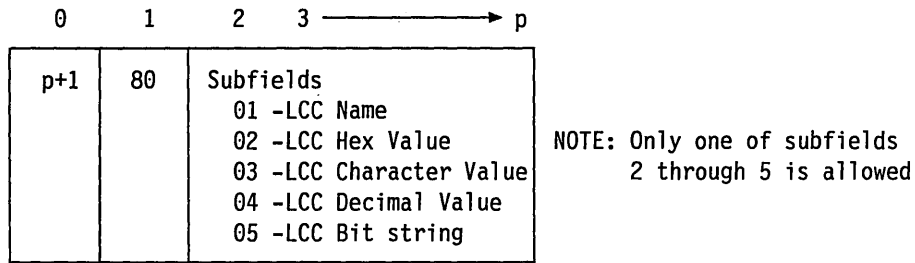 0 1 2 3 p
p+1 80 Subfields
01 -LCC Name
02 -LCC Hex Value
NOTE: Only one of subfields
03 -LCC Character Value
2 through 5 is allowed
04 -LCC Decimal Value
05 -LCC Bit string